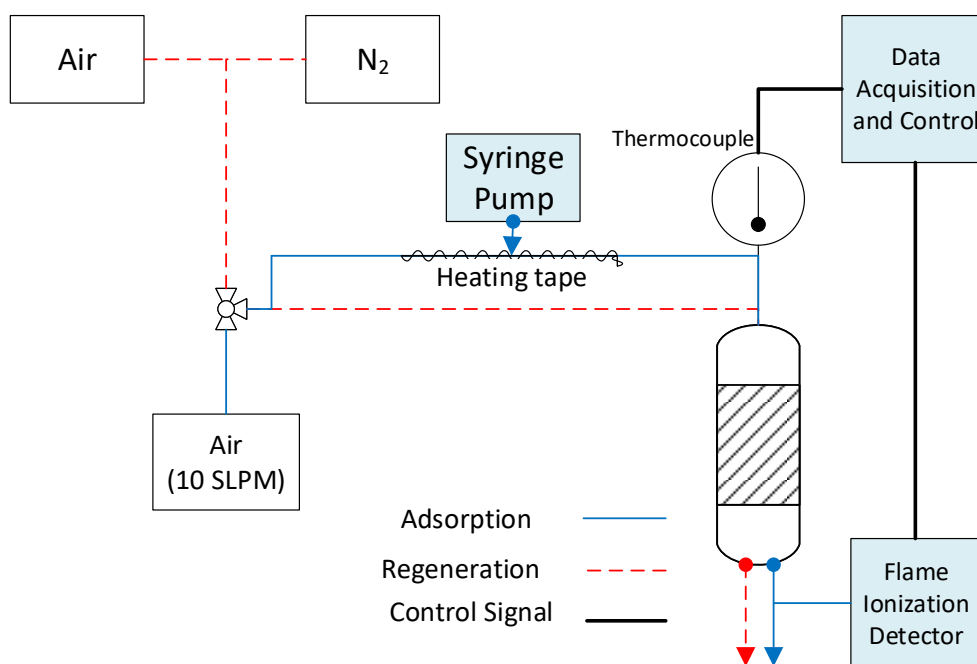 Air
N₂
Data
Acquisition
and Control
Thermocouple
Syringe
Pump
Heating tape
Air
(10 SLPM)
Adsorption
Regeneration
Control Signal
Flame
Ionization
Detector